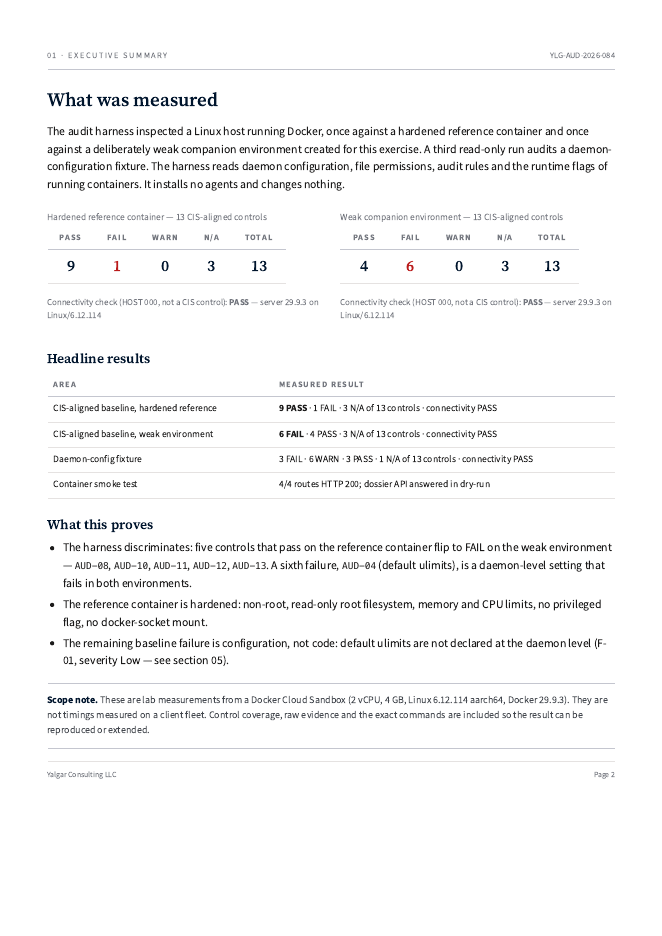 01 · EXECUTIVE SUMMARY
YLG-AUD-2026-084
What was measured
The audit harness inspected a Linux host running Docker, once against a hardened reference container and once
against a deliberately weak companion environment created for this exercise. A third read-only run audits a daemon-
configuration fixture. The harness reads daemon configuration, file permissions, audit rules and the runtime flags of
running containers. It installs no agents and changes nothing.
Hardened reference container — 13 CIS-aligned controls
PASS FAIL WARN N/A TOTAL
9 1 0 3 13
Connectivity check (HOST 000, not a CIS control): PASS — server 29.9.3 on
Linux/6.12.114
Weak companion environment — 13 CIS-aligned controls
PASS FAIL WARN N/A TOTAL
4 6 0 3 13
Connectivity check (HOST 000, not a CIS control): PASS — server 29.9.3 on
Linux/6.12.114
Headline results
AREA MEASURED RESULT
CIS-aligned baseline, hardened reference 9 PASS · 1 FAIL · 3 N/A of 13 controls · connectivity PASS
CIS-aligned baseline, weak environment 6 FAIL · 4 PASS · 3 N/A of 13 controls · connectivity PASS
Daemon-config fixture 3 FAIL · 6 WARN · 3 PASS · 1 N/A of 13 controls · connectivity PASS
Container smoke test 4/4 routes HTTP 200; dossier API answered in dry-run
What this proves
• The harness discriminates: five controls that pass on the reference container flip to FAIL on the weak environment
— AUD-08, AUD-10, AUD-11, AUD-12, AUD-13. A sixth failure, AUD-04 (default ulimits), is a daemon-level setting that
fails in both environments.
• The reference container is hardened: non-root, read-only root filesystem, memory and CPU limits, no privileged
flag, no docker-socket mount.
• The remaining baseline failure is configuration, not code: default ulimits are not declared at the daemon level (F-
01, severity Low — see section 05).
Scope note. These are lab measurements from a Docker Cloud Sandbox (2 vCPU, 4 GB, Linux 6.12.114 aarch64, Docker 29.9.3). They are
not timings measured on a client fleet. Control coverage, raw evidence and the exact commands are included so the result can be
reproduced or extended.
Yalgar Consulting LLC
Page 2